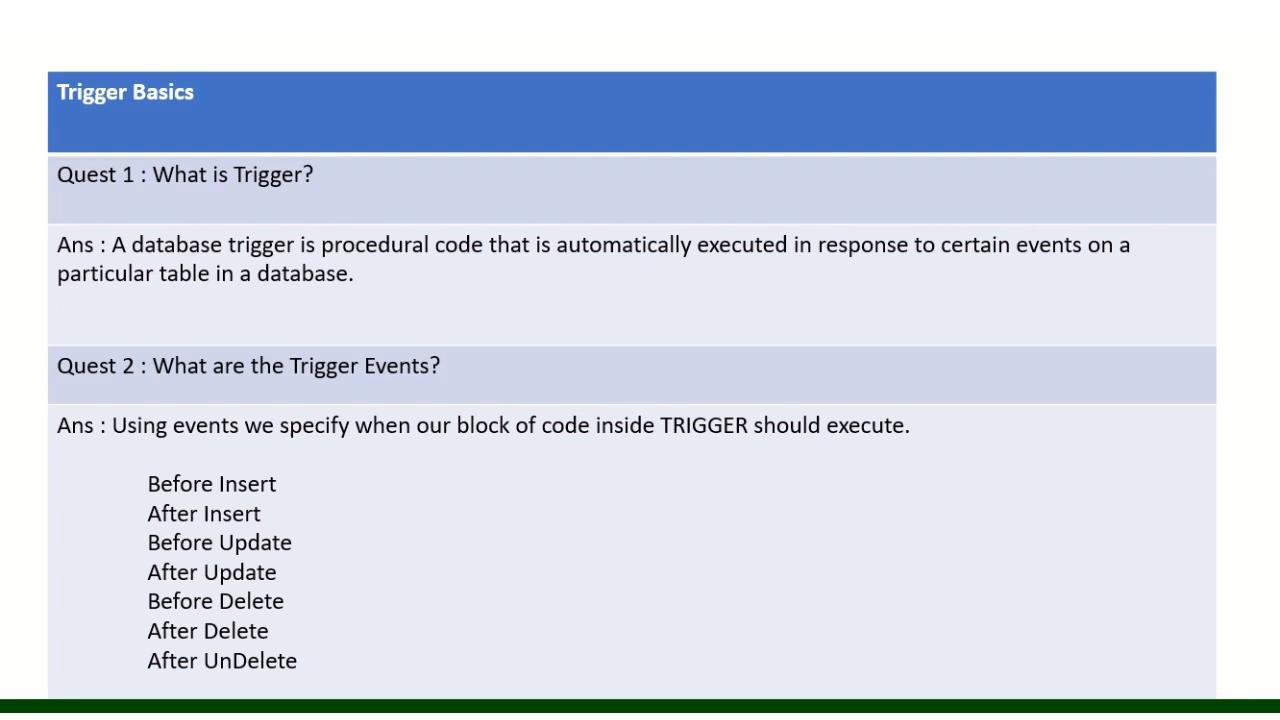 Trigger Basics
Quest 1 : What is Trigger?
Ans : A database trigger is procedural code that is automatically executed in response to certain events on a
particular table in a database.
Quest 2 : What are the Trigger Events?
Ans : Using events we specify when our block of code inside TRIGGER should execute.
Before Insert
After Insert
Before Update
After Update
Before Delete
After Delete
After UnDelete